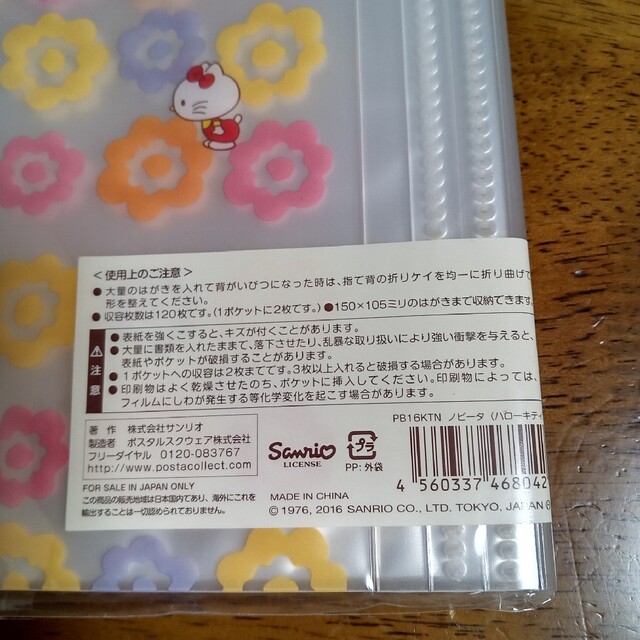 ＜使用上のご注意＞
● 大量のはがきを入れて背がいびつになった時は、指で背の折りケイを均一に折り曲げて
形を整えてください。
● 収容枚数は120枚です。(1ポケットに2枚です。) ●150×105ミリのはがきまで収納できます。
注意
● 表紙を強くこすると、キズが付くことがあります。
● 大量に書類を入れたままで、落下させたり、乱暴な取り扱いにより強い衝撃を与えると、
表紙やポケットが破損することがあります。
● 1ポケットへの収容は2枚までです。3枚以上入れると破損する場合があります。
● 印刷物はよく乾燥させたのち、ポケットに挿入してください。印刷物によっては、
フィルムにしわが発生する等化学変化を起こす場合があります。
著 作 株式会社サンリオ
製造者 ポスタルスクウェア株式会社
フリーダイヤル 0120-083767
http://www.postacollect.com
FOR SALE IN JAPAN ONLY
この商品の販売地域は日本国内であり、海外にこれを
輸出することは一切認められておりません。
Sanrio
LICENSE
プラ
PP: 外袋
PB16KTN ノビータ (ハローキティ
4 560337 468042
MADE IN CHINA
© 1976, 2016 SANRIO CO., LTD. TOKYO, JAPAN